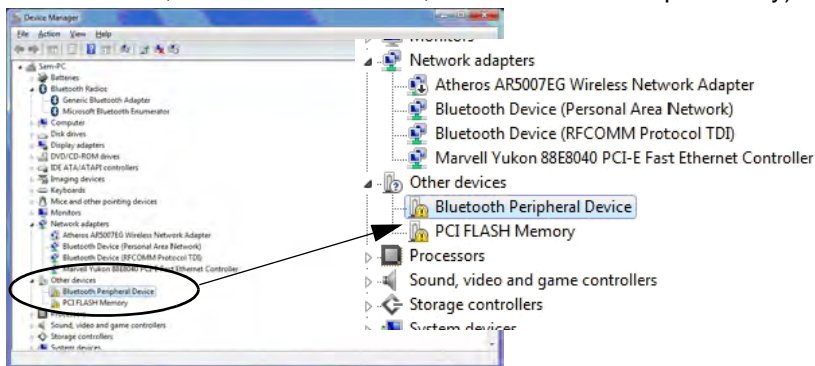 Device Manager
File Action View Help
Sem-PC
Batteries
Bluetooth Radios
Generic Bluetooth Adapter
Microsoft Bluetooth Enumerator
Computer
Disk drives
Display adapters
DVD/CD-ROM drives
IDE ATA/ATAPI controllers
Imaging devices
Keyboards
Mice and other pointing devices
Monitors
Network adapters
Atheros AR5007EG Wireless Network Adapter
Bluetooth Device (Personal Area Network)
Bluetooth Device (RFCOMM Protocol TDI)
Marvell Yukon 88E8040 PCI-E Fast Ethernet Controller
Other devices
Bluetooth Peripheral Device
PCI FLASH Memory
Processors
Sound, video and game controllers
Storage controllers
System devices
Monitors
Network adapters
Atheros AR5007EG Wireless Network Adapter
Bluetooth Device (Personal Area Network)
Bluetooth Device (RFCOMM Protocol TDI)
Marvell Yukon 88E8040 PCI-E Fast Ethernet Controller
Other devices
Bluetooth Peripheral Device
PCI FLASH Memory
Processors
Sound, video and game controllers
Storage controllers
System devices